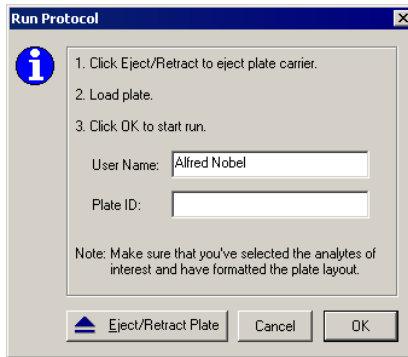 Run Protocol
1. Click Eject/Retract to eject plate carrier.
2. Load plate.
3. Click OK to start run.
User Name: Alfred Nobel
Plate ID:
Note: Make sure that you've selected the analytes of
interest and have formatted the plate layout.
Eject/Retract Plate Cancel OK